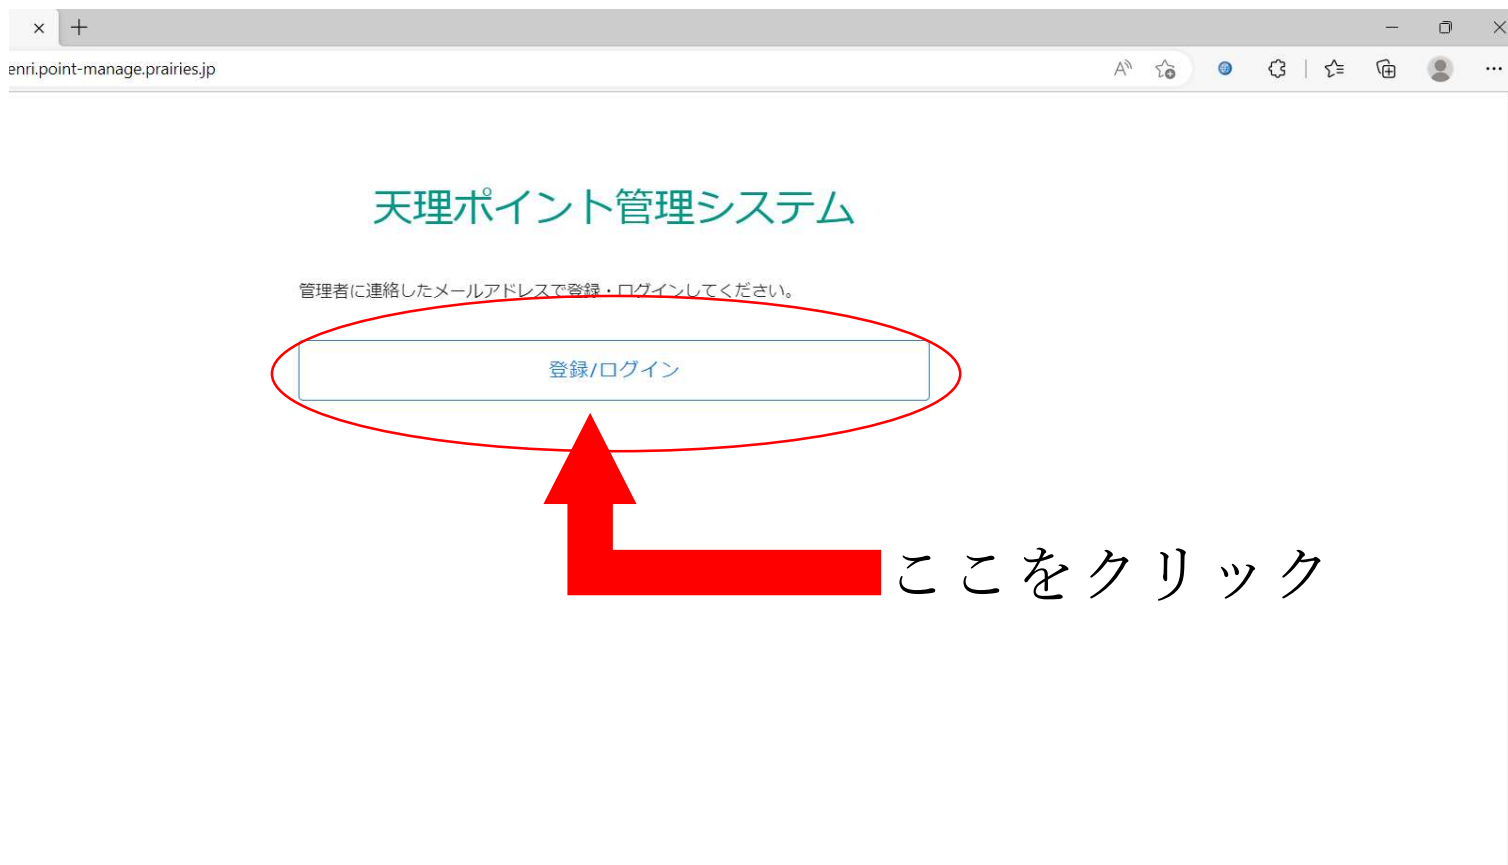 enri.point-manage.prairies.jp
天理ポイント管理システム
管理者に連絡したメールアドレスで登録・ログインしてください。
登録/ログイン
ここをクリック